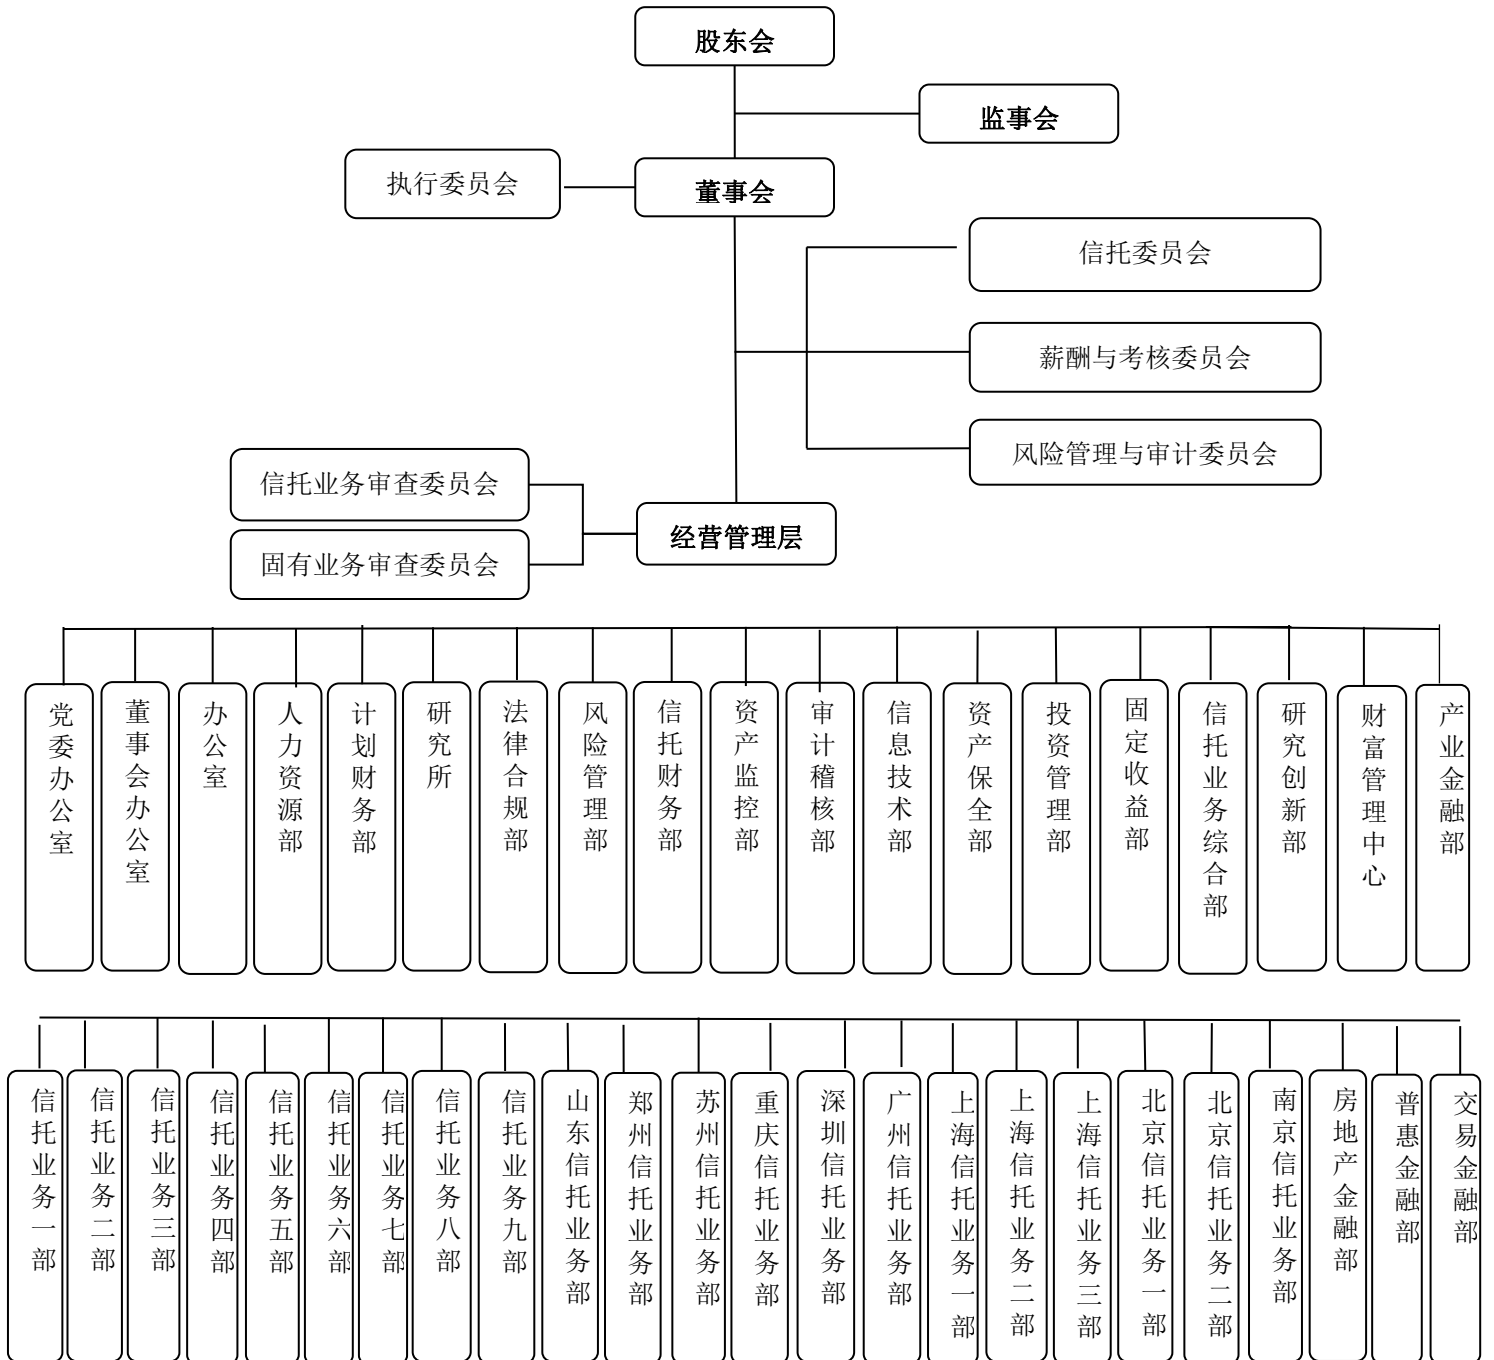 股东会
监事会
执行委员会
董事会
信托委员会
薪酬与考核委员会
风险管理与审计委员会
信托业务审查委员会
经营管理层
固有业务审查委员会
党委办公室
董事会办公室
办公室
人力资源部
计划财务部
研究所
法律合规部
风险管理部
信托财务部
资产监控部
审计稽核部
信息技术部
资产保全部
投资管理部
固定收益部
信托业务综合部
研究创新部
财富管理中心
产业金融部
信托业务一部
信托业务二部
信托业务三部
信托业务四部
信托业务五部
信托业务六部
信托业务七部
信托业务八部
信托业务九部
山东信托业务部
郑州信托业务部
苏州信托业务部
重庆信托业务部
深圳信托业务部
广州信托业务部
上海信托业务一部
上海信托业务二部
上海信托业务三部
北京信托业务一部
北京信托业务二部
南京信托业务部
房地产金融部
普惠金融部
交易金融部